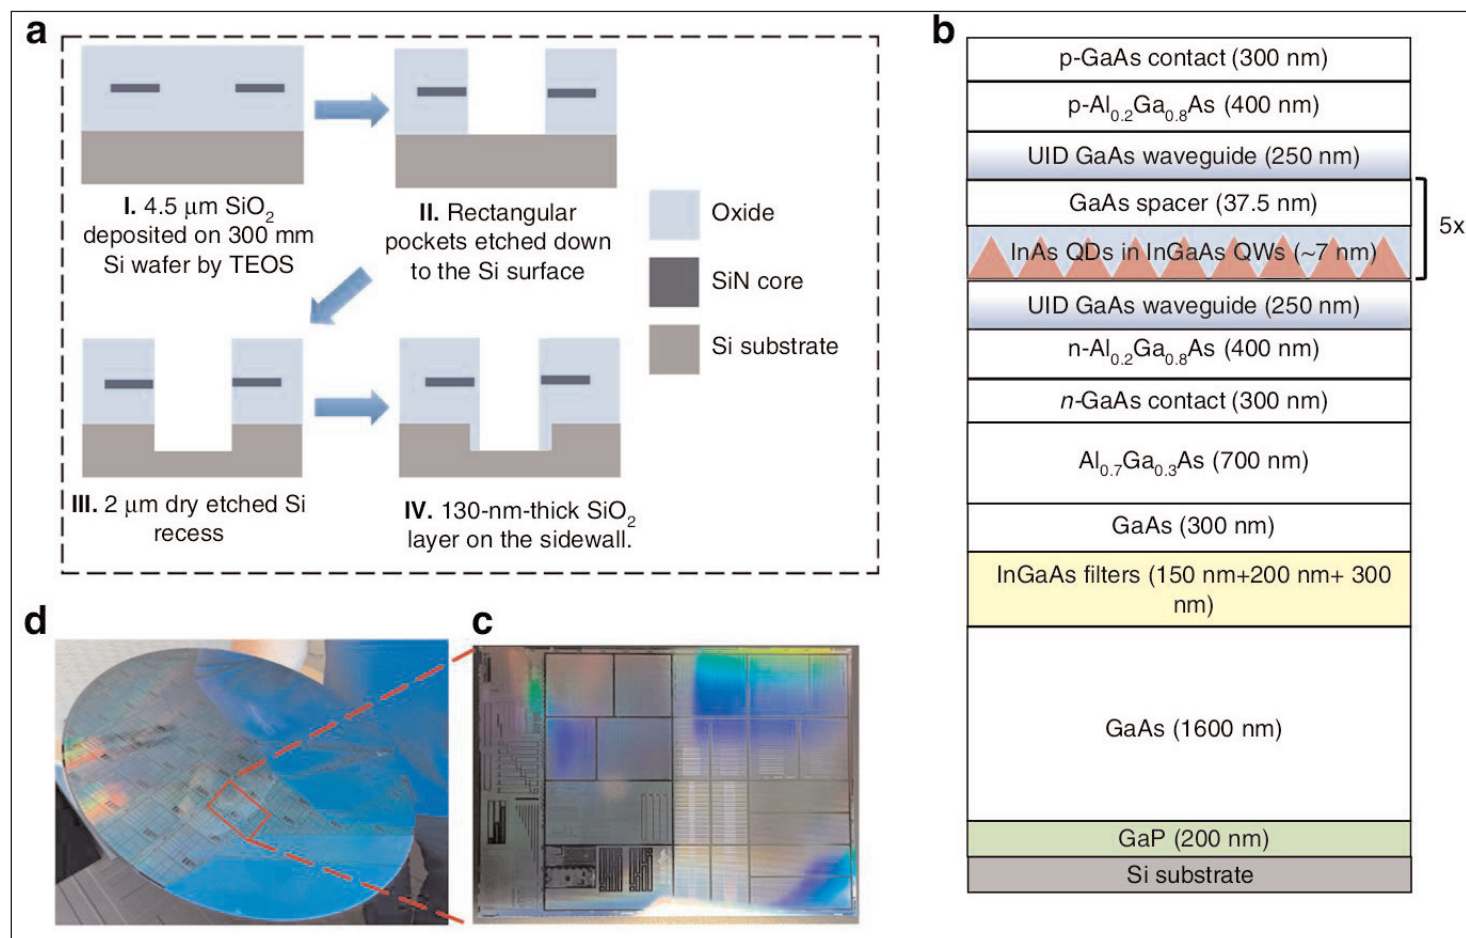 a
I. 4.5 μm SiO₂
deposited on 300 mm
Si wafer by TEOS
II. Rectangular
pockets etched down
to the Si surface
III. 2 μm dry etched Si
recess
IV. 130-nm-thick SiO₂
layer on the sidewall.
Oxide
SiN core
Si substrate
b
p-GaAs contact (300 nm)
p-Al₀.₂Ga₀.₈As (400 nm)
UID GaAs waveguide (250 nm)
GaAs spacer (37.5 nm)
5x
InAs QDs in InGaAs QWs (~7 nm)
UID GaAs waveguide (250 nm)
n-Al₀.₂Ga₀.₈As (400 nm)
n-GaAs contact (300 nm)
Al₀.₇Ga₀.₃As (700 nm)
GaAs (300 nm)
InGaAs filters (150 nm+200 nm+ 300
nm)
GaAs (1600 nm)
GaP (200 nm)
Si substrate
d
c